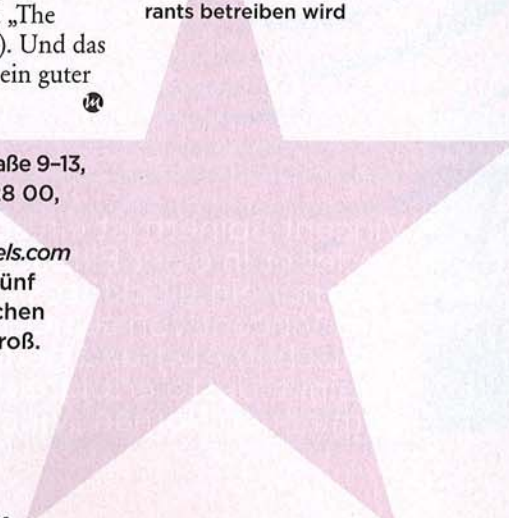 „The
). Und das
ein guter
rants betreiben wird
aße 9–13,
8 00,
els.com
ünf
chen
roß.